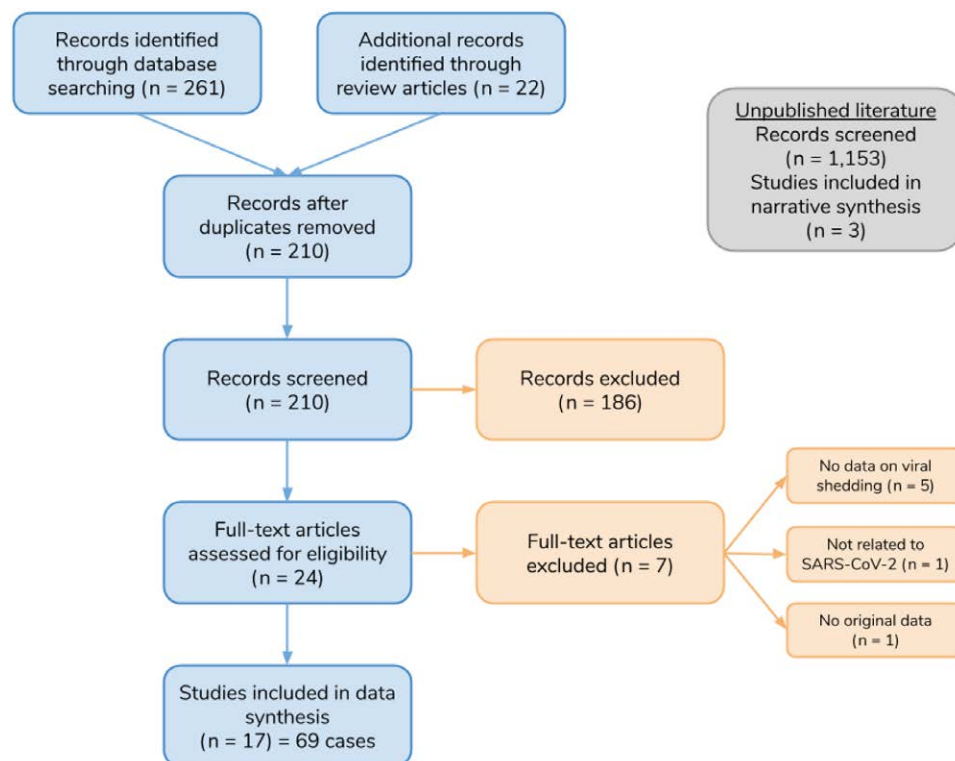 Records identified
through database
searching (n = 261)
Additional records
identified through
review articles (n = 22)
Unpublished literature
Records screened
(n = 1,153)
Studies included in
narrative synthesis
(n = 3)
Records after
duplicates removed
(n = 210)
Records screened
(n = 210)
Records excluded
(n = 186)
Full-text articles
assessed for eligibility
(n = 24)
Full-text articles
excluded (n = 7)
No data on viral
shedding (n = 5)
Not related to
SARS-CoV-2 (n = 1)
No original data
(n = 1)
Studies included in data
synthesis
(n = 17) = 69 cases